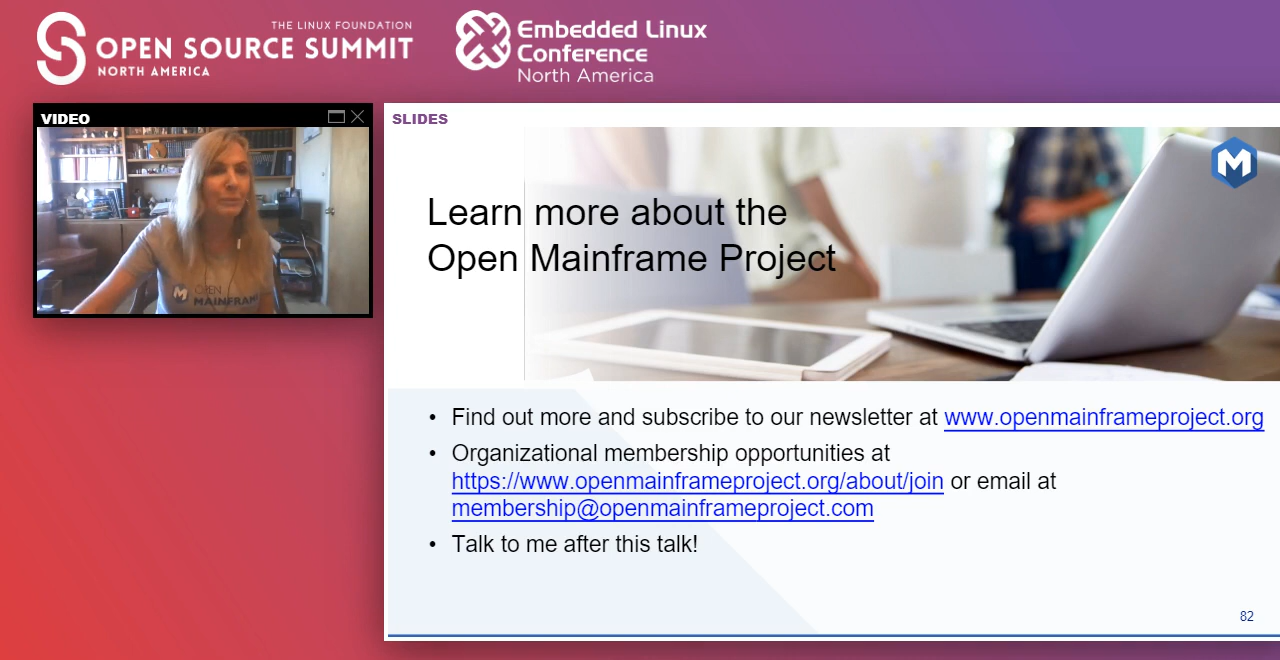 THE LINUX FOUNDATION
OPEN SOURCE SUMMIT
NORTH AMERICA
Embedded Linux
Conference
North America
VIDEO
SLIDES
OPEN
MAINFRAME
M
Learn more about the
Open Mainframe Project
• Find out more and subscribe to our newsletter at www.openmainframeproject.org
• Organizational membership opportunities at
https://www.openmainframeproject.org/about/join or email at
membership@openmainframeproject.com
• Talk to me after this talk!
82